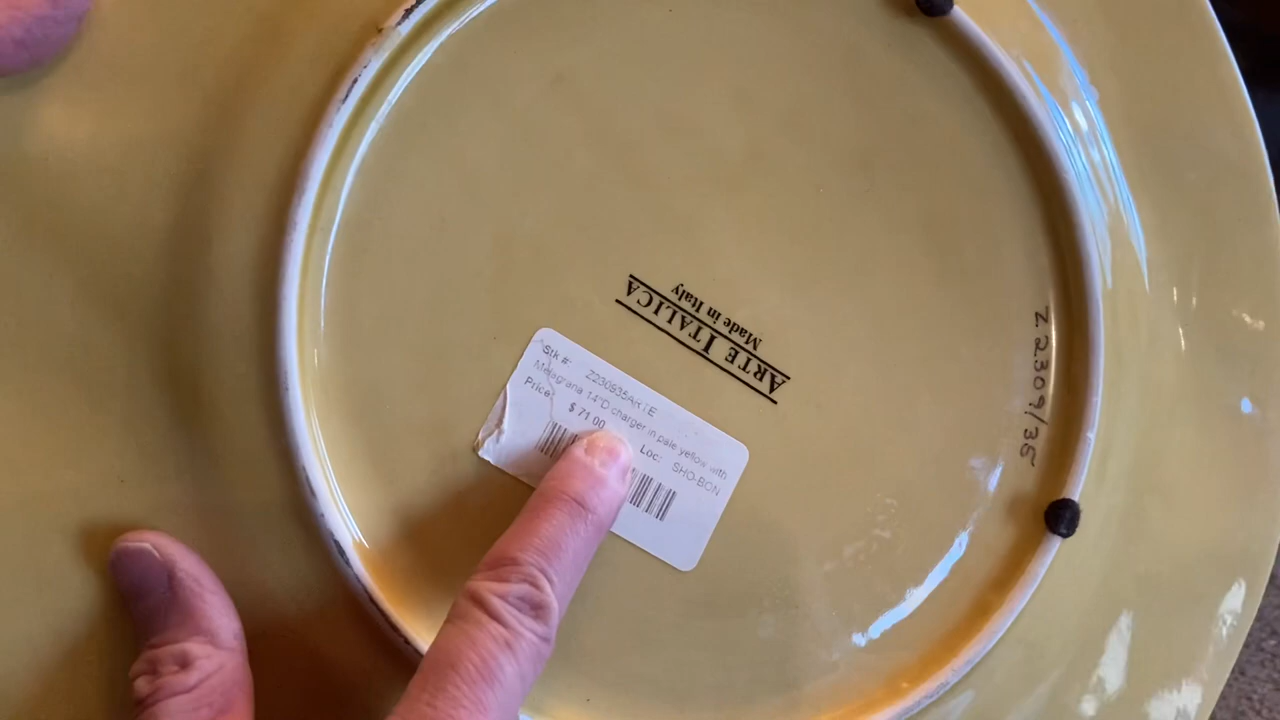 ARTE ITALICA
Made in Italy
Stk #: Z230935ARTE
Melagrana 14"D charger in pale yellow with
Price: $ 71.00
Loc: SHO-BON
Z2309/35